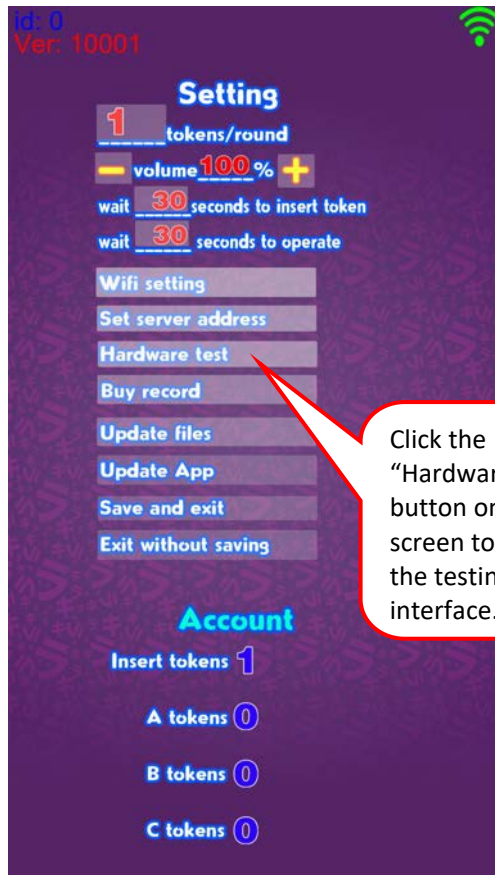 id: 0
Ver: 10001
Setting
1 tokens/round
− volume 100 % +
wait 30 seconds to insert token
wait 30 seconds to operate
Wifi setting
Set server address
Hardware test
Buy record
Update files
Update App
Save and exit
Exit without saving
Click the
“Hardwar
button or
screen to
the testin
interface.
Account
Insert tokens 1
A tokens 0
B tokens 0
C tokens 0